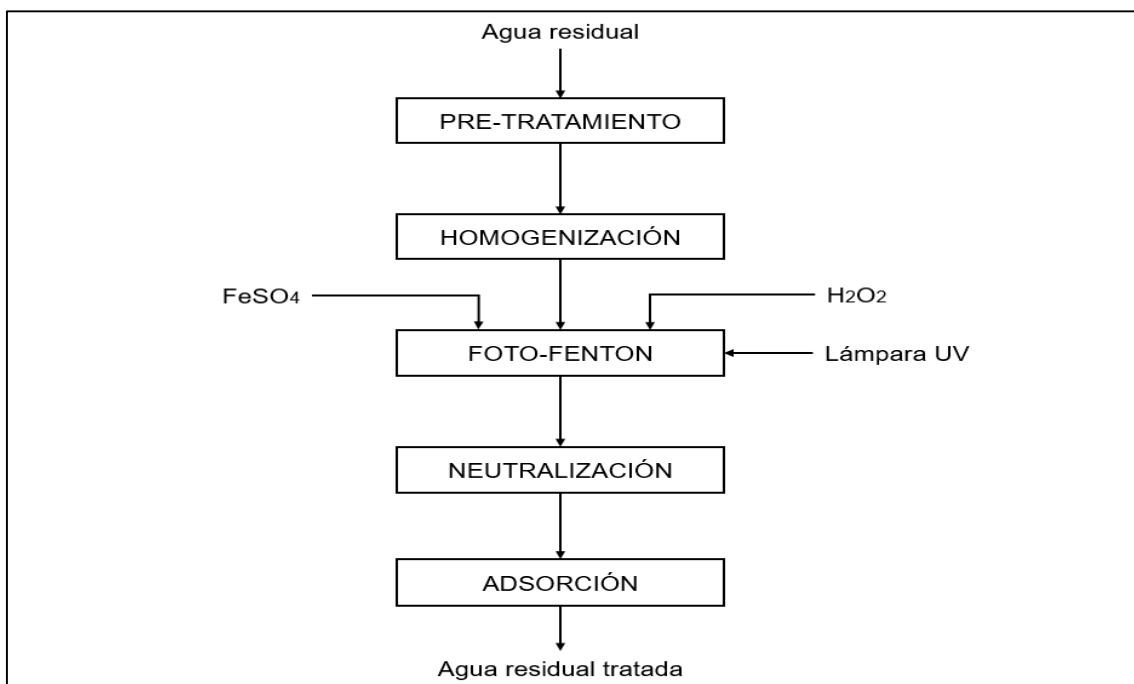 Agua residual
PRE-TRATAMIENTO
HOMOGENIZACIÓN
FeSO4
H2O2
FOTO-FENTON
Lámpara UV
NEUTRALIZACIÓN
ADSORCIÓN
Agua residual tratada